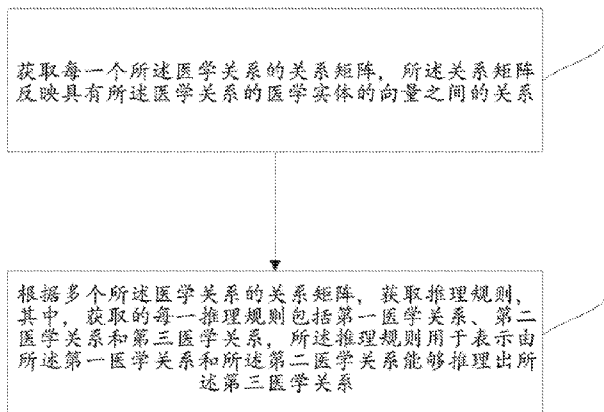 获取每一个所述医学关系的关系矩阵，所述关系矩阵
反映具有所述医学关系的医学实体的向量之间的关系
根据多个所述医学关系的关系矩阵，获取推理规则，
其中，获取的每一推理规则包括第一医学关系、第二
医学关系和第三医学关系，所述推理规则用于表示由
所述第一医学关系和所述第二医学关系能够推理出所
述第三医学关系